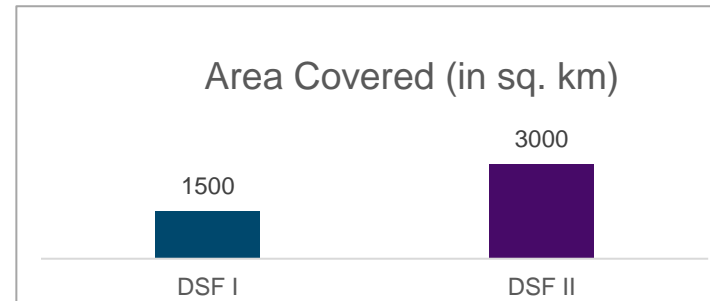 Area Covered (in sq. km)
3000
1500
DSF I
DSF II